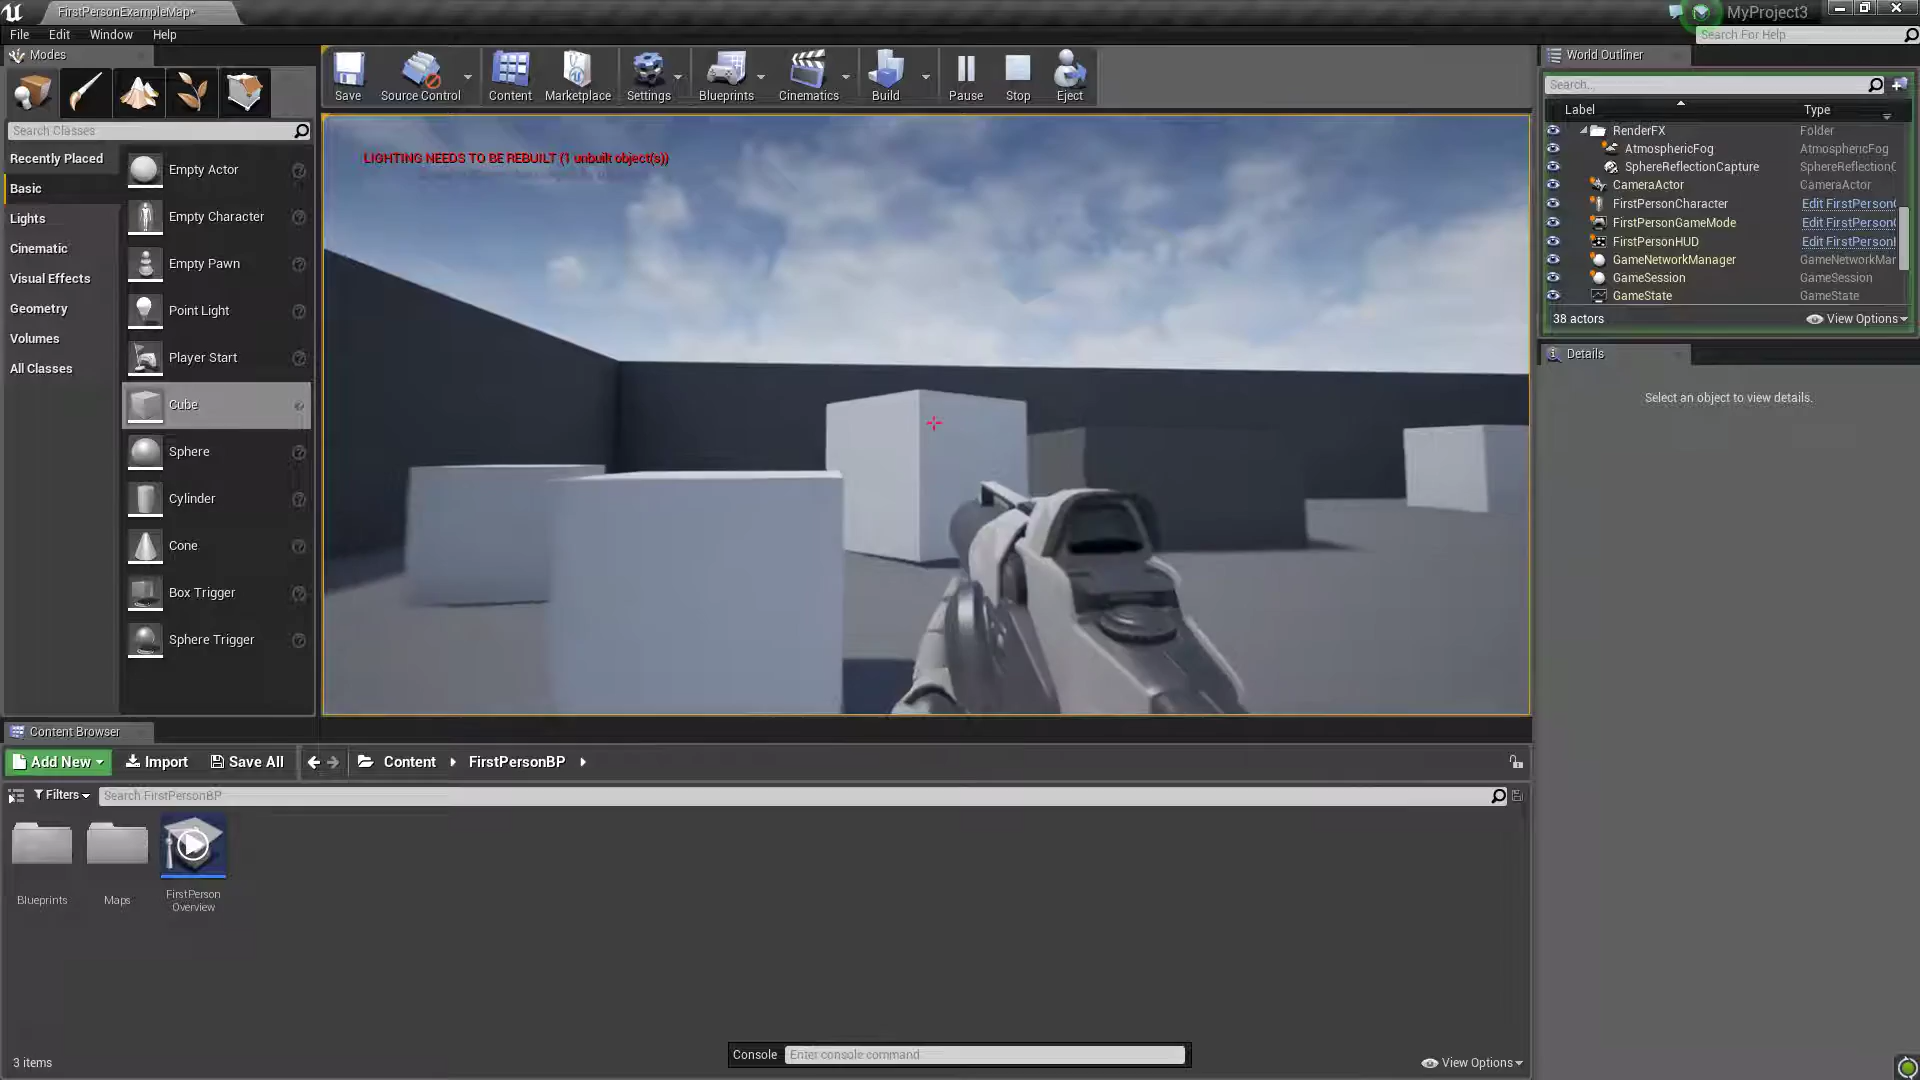 FirstPersonExampleMap*
MyProject3
File Edit Window Help
Search For Help
Modes
Search Classes
Recently Placed
Basic
Lights
Cinematic
Visual Effects
Geometry
Volumes
All Classes
Empty Actor
Empty Character
Empty Pawn
Point Light
Player Start
Cube
Sphere
Cylinder
Cone
Box Trigger
Sphere Trigger
Save
Source Control
Content
Marketplace
Settings
Blueprints
Cinematics
Build
Pause
Stop
Eject
LIGHTING NEEDS TO BE REBUILT (1 unbuilt object(s))
World Outliner
Search...
Label Type
RenderFX Folder
AtmosphericFog AtmosphericFog
SphereReflectionCapture SphereReflectionC
CameraActor CameraActor
FirstPersonCharacter Edit FirstPersonC
FirstPersonGameMode Edit FirstPersonG
FirstPersonHUD Edit FirstPersonH
GameNetworkManager GameNetworkMar
GameSession GameSession
GameState GameState
38 actors View Options
Details
Select an object to view details.
Content Browser
Add New Import Save All Content FirstPersonBP
Filters Search FirstPersonBP
Blueprints
Maps
FirstPerson
Overview
3 items
Console Enter console command
View Options